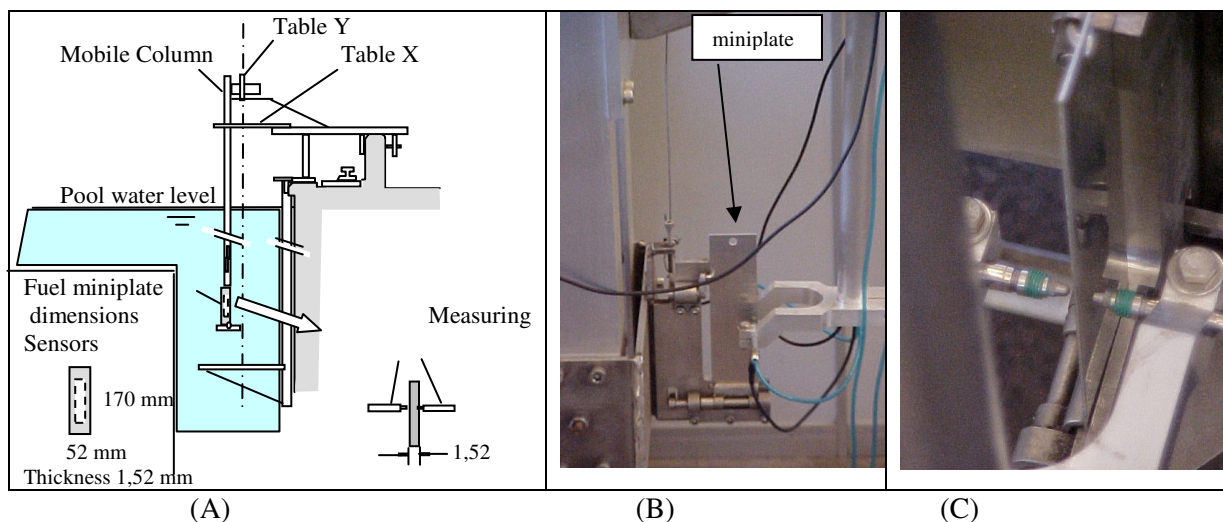 Table Y
Mobile Column
Table X
Pool water level
Fuel miniplate
dimensions
Sensors
170 mm
52 mm
Thickness 1,52 mm
Measuring
1,52
miniplate
(A)
(B)
(C)